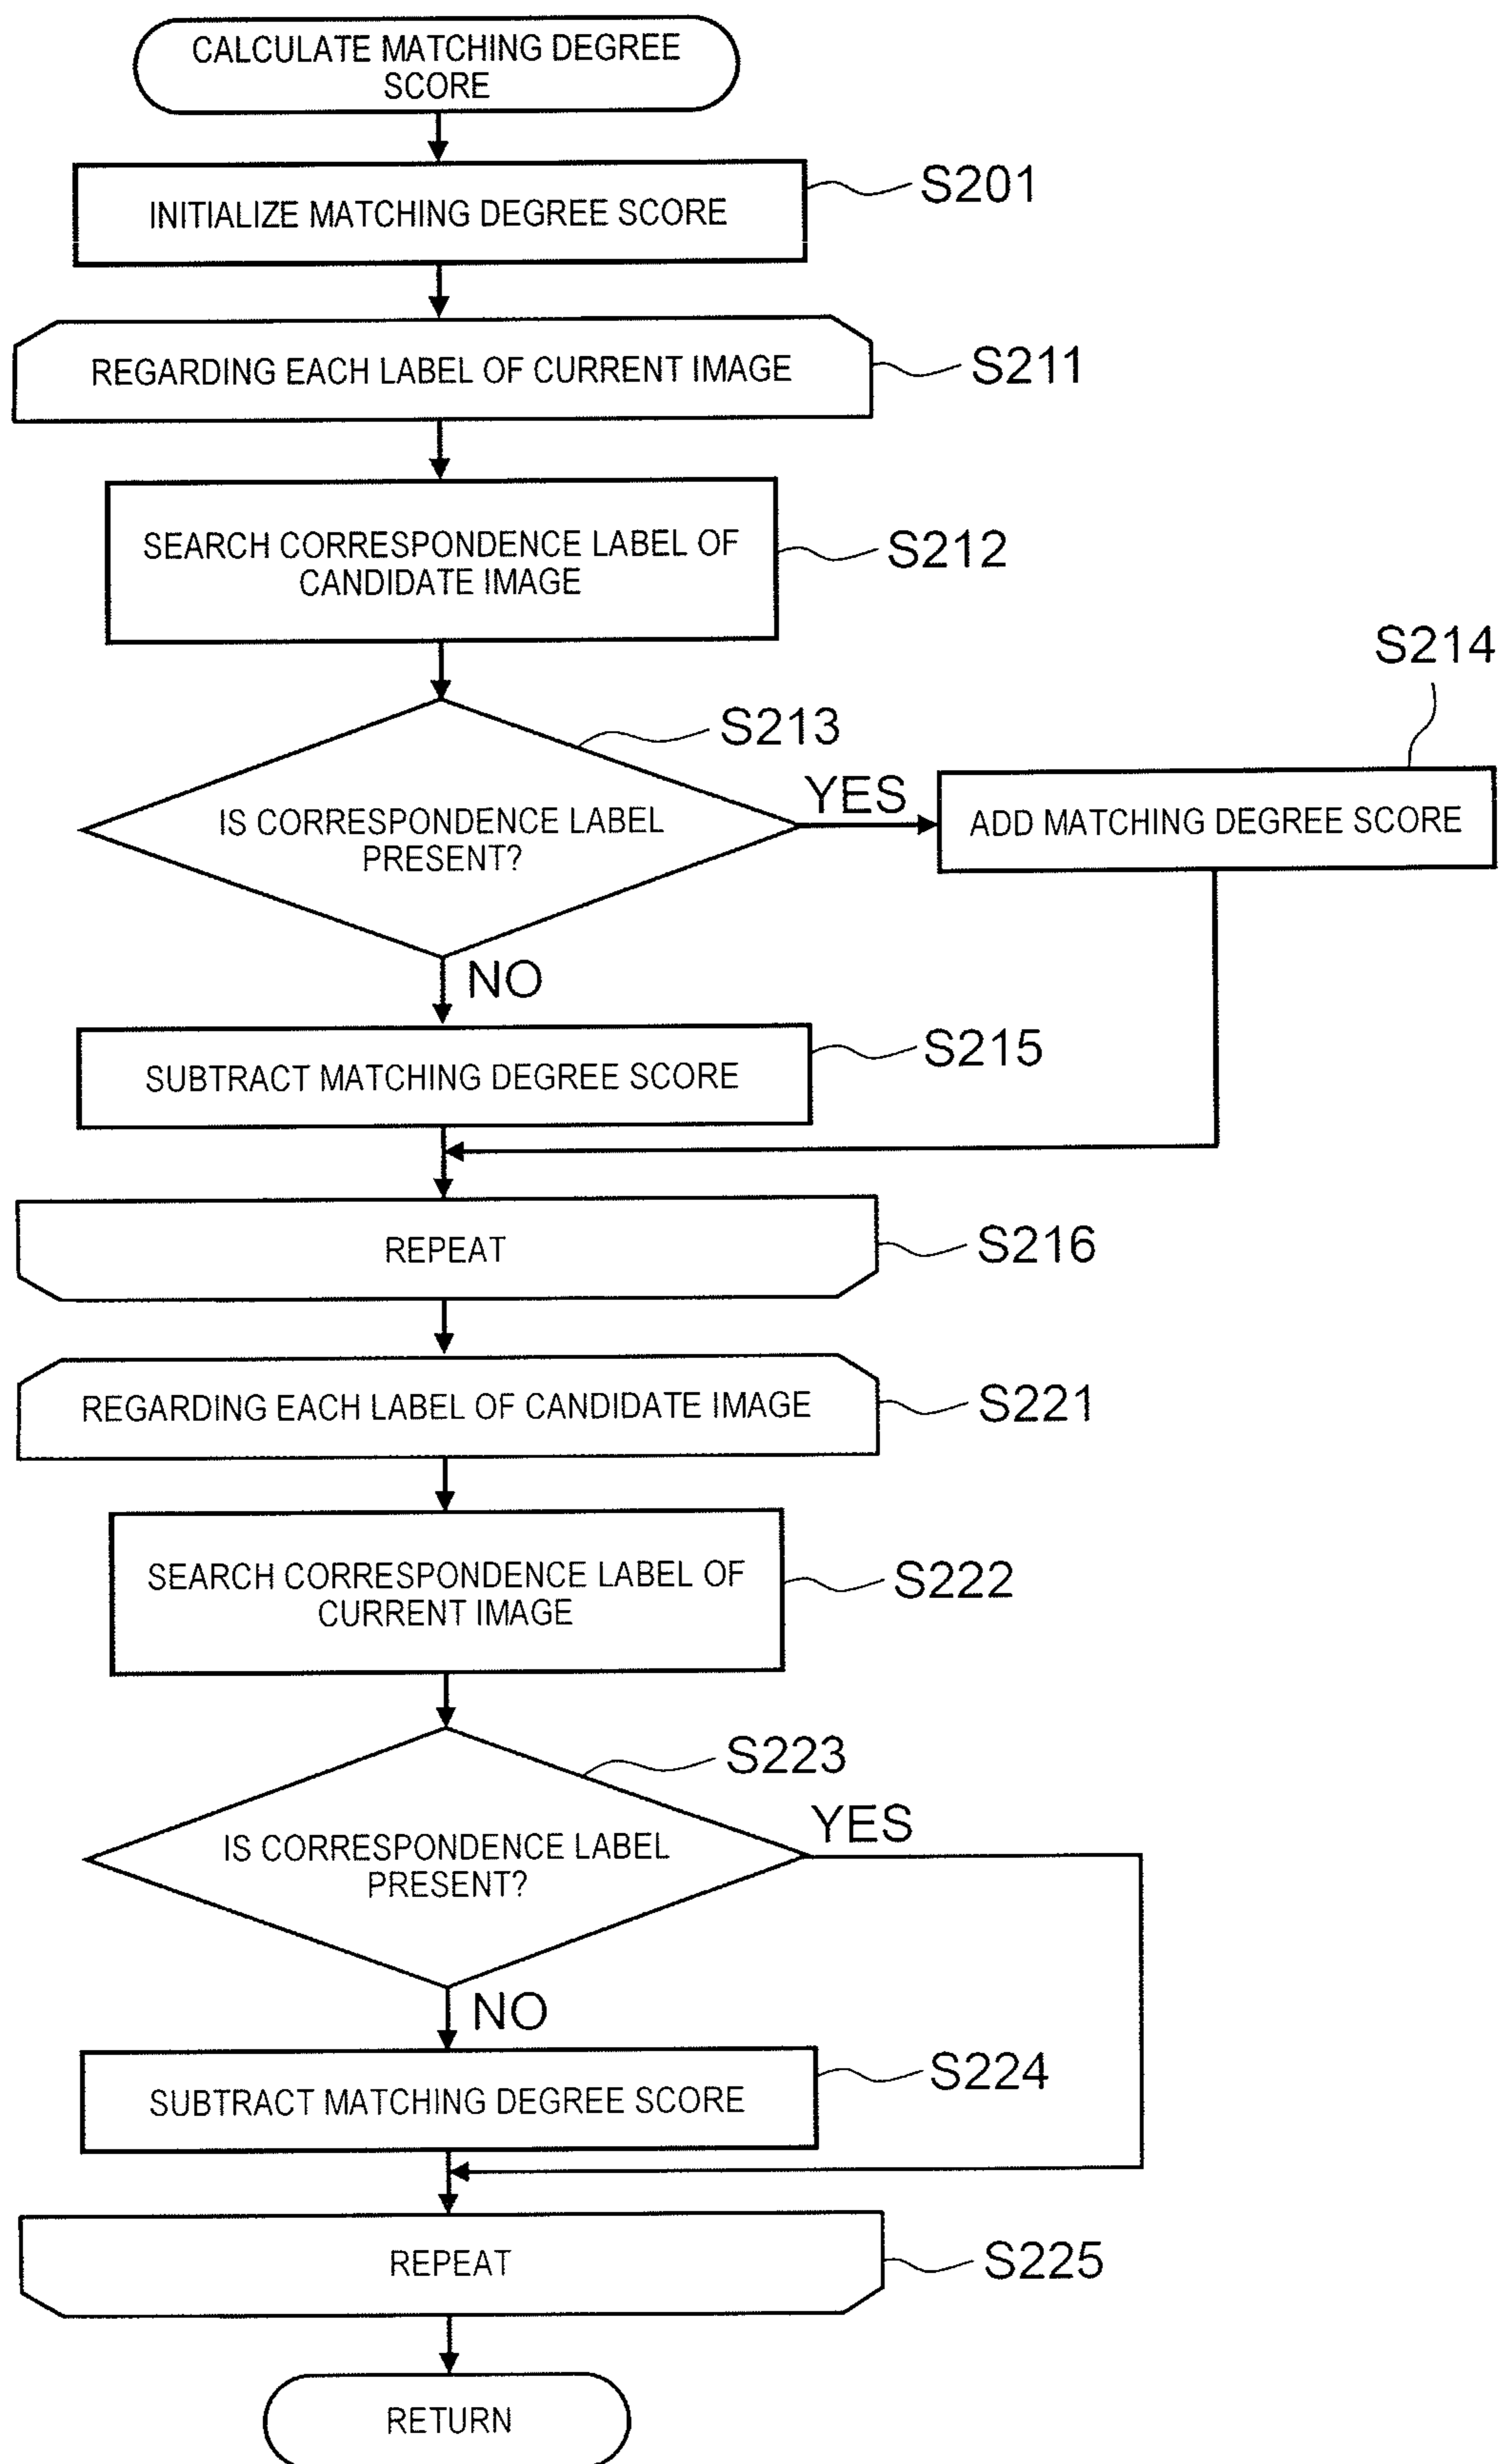 CALCULATE MATCHING DEGREE
SCORE
INITIALIZE MATCHING DEGREE SCORE
S201
REGARDING EACH LABEL OF CURRENT IMAGE
S211
SEARCH CORRESPONDENCE LABEL OF
CANDIDATE IMAGE
S212
S213
IS CORRESPONDENCE LABEL
PRESENT?
YES
S214
ADD MATCHING DEGREE SCORE
NO
SUBTRACT MATCHING DEGREE SCORE
S215
REPEAT
S216
REGARDING EACH LABEL OF CANDIDATE IMAGE
S221
SEARCH CORRESPONDENCE LABEL OF
CURRENT IMAGE
S222
S223
IS CORRESPONDENCE LABEL
PRESENT?
YES
NO
SUBTRACT MATCHING DEGREE SCORE
S224
REPEAT
S225
RETURN